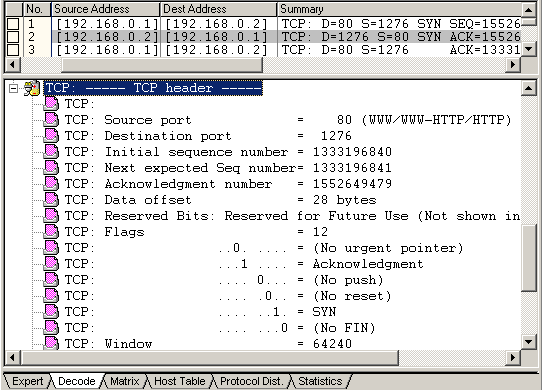 No. Source Address Dest Address Summary
1 [192.168.0.1] [192.168.0.2] TCP: D=80 S=1276 SYN SEQ=15526
2 [192.168.0.2] [192.168.0.1] TCP: D=1276 S=80 SYN ACK=15526
3 [192.168.0.1] [192.168.0.2] TCP: D=80 S=1276 ACK=13331
TCP: ----- TCP header -----
TCP:
TCP: Source port = 80 (WWW/WWW-HTTP/HTTP)
TCP: Destination port = 1276
TCP: Initial sequence number = 1333196840
TCP: Next expected Seq number= 1333196841
TCP: Acknowledgment number = 1552649479
TCP: Data offset = 28 bytes
TCP: Reserved Bits: Reserved for Future Use (Not shown in
TCP: Flags = 12
TCP: ..0. .... = (No urgent pointer)
TCP: ...1 .... = Acknowledgment
TCP: .... 0... = (No push)
TCP: .... .0.. = (No reset)
TCP: .... ..1. = SYN
TCP: .... ...0 = (No FIN)
TCP: Window = 64240
Expert Decode Matrix Host Table Protocol Dist. Statistics